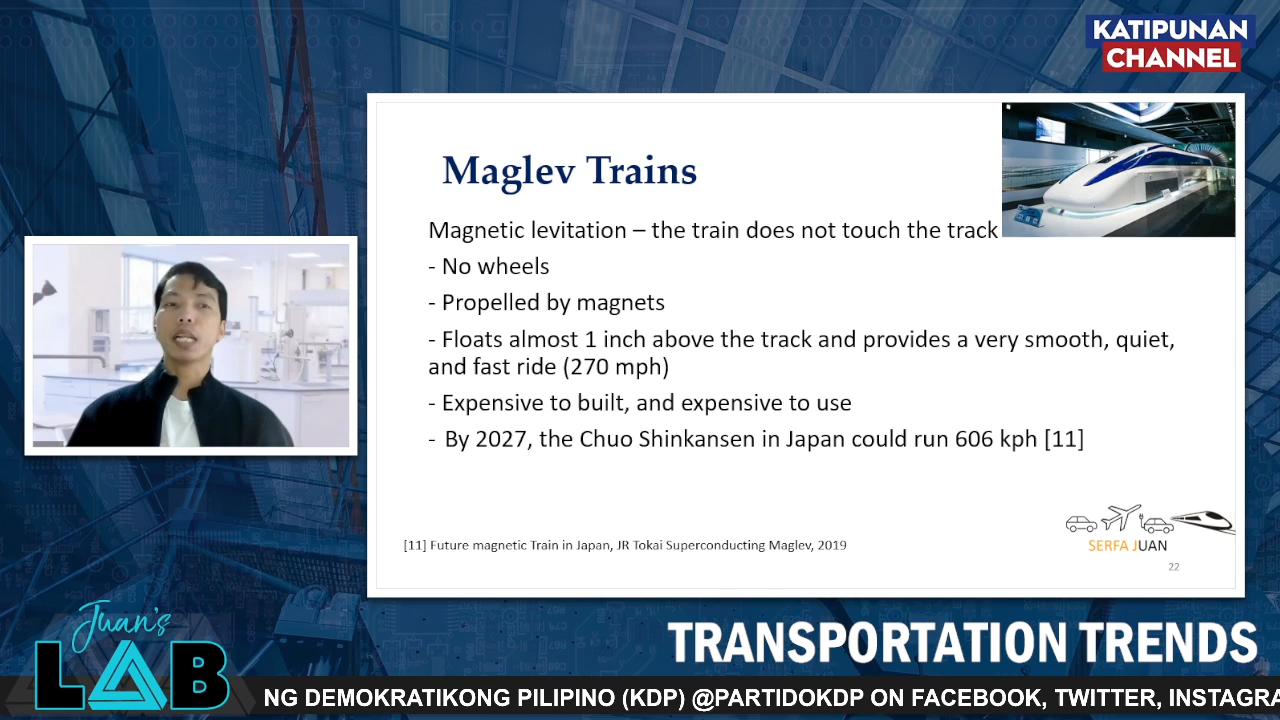 KATIPUNAN
CHANNEL
Maglev Trains
Magnetic levitation – the train does not touch the track
- No wheels
- Propelled by magnets
- Floats almost 1 inch above the track and provides a very smooth, quiet,
and fast ride (270 mph)
- Expensive to built, and expensive to use
- By 2027, the Chuo Shinkansen in Japan could run 606 kph [11]
[11] Future magnetic Train in Japan, JR Tokai Superconducting Maglev, 2019
SERFA JUAN
22
Juan's
LAB
TRANSPORTATION TRENDS
NG DEMOKRATIKONG PILIPINO (KDP) @PARTIDOKDP ON FACEBOOK, TWITTER, INSTAGRA